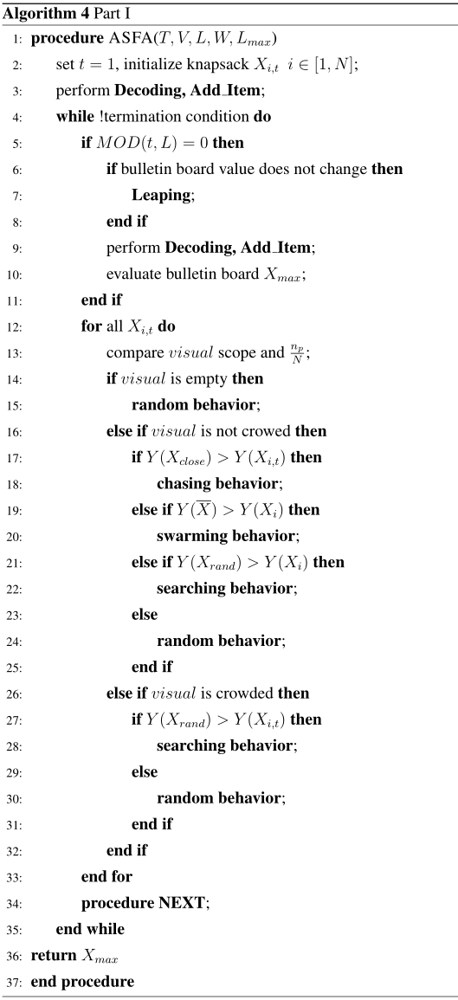 Algorithm 4 Part I
1: procedure ASFA(T, V, L, W, L_{max})
2: set t = 1, initialize knapsack X_{i,t} i ∈ [1, N];
3: perform Decoding, Add_Item;
4: while !termination condition do
5: if MOD(t, L) = 0 then
6: if bulletin board value does not change then
7: Leaping;
8: end if
9: perform Decoding, Add_Item;
10: evaluate bulletin board X_{max};
11: end if
12: for all X_{i,t} do
13: compare visual scope and \frac{n_p}{N};
14: if visual is empty then
15: random behavior;
16: else if visual is not crowed then
17: if Y(X_{close}) > Y(X_{i,t}) then
18: chasing behavior;
19: else if Y(\overline{X}) > Y(X_i) then
20: swarming behavior;
21: else if Y(X_{rand}) > Y(X_i) then
22: searching behavior;
23: else
24: random behavior;
25: end if
26: else if visual is crowded then
27: if Y(X_{rand}) > Y(X_{i,t}) then
28: searching behavior;
29: else
30: random behavior;
31: end if
32: end if
33: end for
34: procedure NEXT;
35: end while
36: return X_{max}
37: end procedure